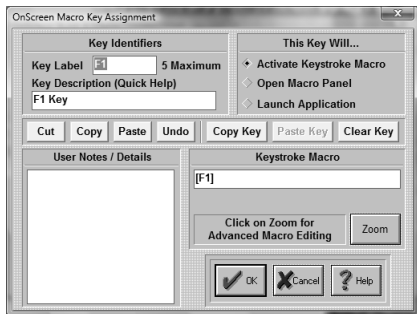 OnScreen Macro Key Assignment
Key Identifiers
Key Label F1 5 Maximum
Key Description (Quick Help)
F1 Key
This Key Will...
Activate Keystroke Macro
Open Macro Panel
Launch Application
Cut Copy Paste Undo Copy Key Paste Key Clear Key
User Notes / Details
Keystroke Macro
[F1]
Click on Zoom for
Advanced Macro Editing
Zoom
OK Cancel Help